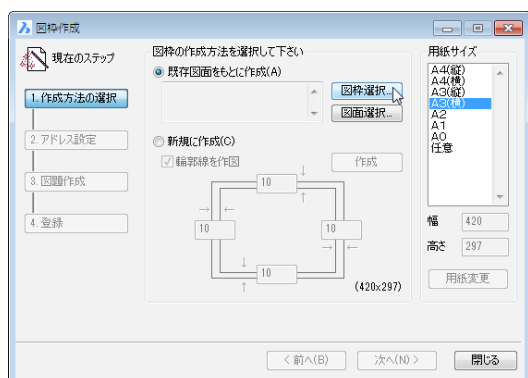 図枠作成
現在のステップ
1. 作成方法の選択
2. アドレス設定
3. 図題作成
4. 登録
図枠の作成方法を選択して下さい
既存図面をもとに作成(A)
図枠選択...
図面選択...
新規に作成(C)
輪郭線を作図
作成
10
10
10
10
(420x297)
用紙サイズ
A4(縦)
A4(横)
A3(縦)
A3(横)
A2
A1
A0
任意
幅 420
高さ 297
用紙変更
< 前へ(B)
次へ(N) >
閉じる